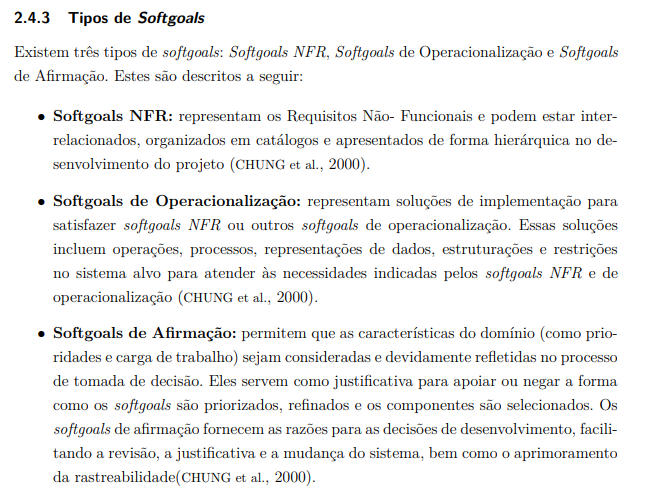 2.4.3 Tipos de Softgoals
Existem três tipos de softgoals: Softgoals NFR, Softgoals de Operacionalização e Softgoals
de Afirmação. Estes são descritos a seguir:
• Softgoals NFR: representam os Requisitos Não- Funcionais e podem estar inter-
relacionados, organizados em catálogos e apresentados de forma hierárquica no de-
senvolvimento do projeto (CHUNG et al., 2000).
• Softgoals de Operacionalização: representam soluções de implementação para
satisfazer softgoals NFR ou outros softgoals de operacionalização. Essas soluções
incluem operações, processos, representações de dados, estruturações e restrições
no sistema alvo para atender às necessidades indicadas pelos softgoals NFR e de
operacionalização (CHUNG et al., 2000).
• Softgoals de Afirmação: permitem que as características do domínio (como prio-
ridades e carga de trabalho) sejam consideradas e devidamente refletidas no processo
de tomada de decisão. Eles servem como justificativa para apoiar ou negar a forma
como os softgoals são priorizados, refinados e os componentes são selecionados. Os
softgoals de afirmação fornecem as razões para as decisões de desenvolvimento, facili-
tando a revisão, a justificativa e a mudança do sistema, bem como o aprimoramento
da rastreabilidade(CHUNG et al., 2000).